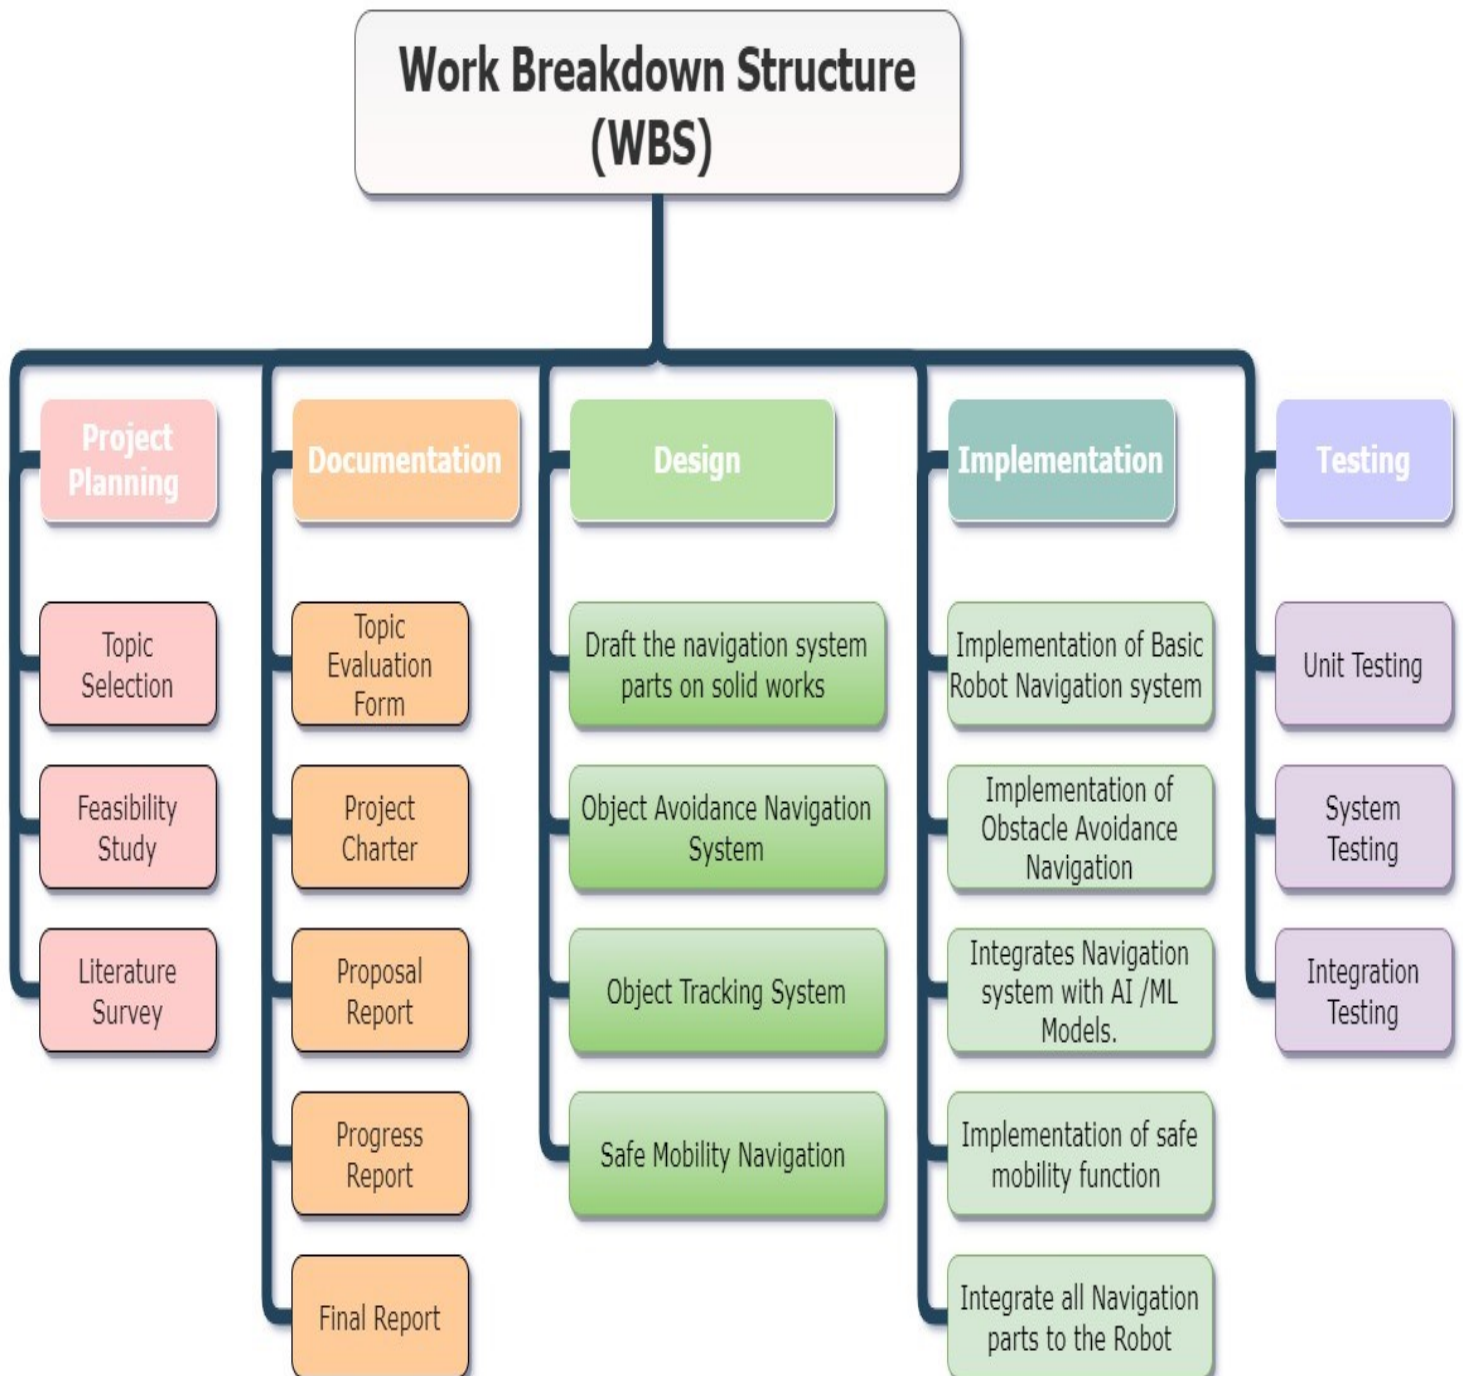 Work Breakdown Structure
(WBS)
Project
Planning
Documentation
Design
Implementation
Testing
Topic
Selection
Feasibility
Study
Literature
Survey
Topic
Evaluation
Form
Project
Charter
Proposal
Report
Progress
Report
Final Report
Draft the navigation system
parts on solid works
Object Avoidance Navigation
System
Object Tracking System
Safe Mobility Navigation
Implementation of Basic
Robot Navigation system
Implementation of
Obstacle Avoidance
Navigation
Integrates Navigation
system with AI /ML
Models.
Implementation of safe
mobility function
Integrate all Navigation
parts to the Robot
Unit Testing
System
Testing
Integration
Testing